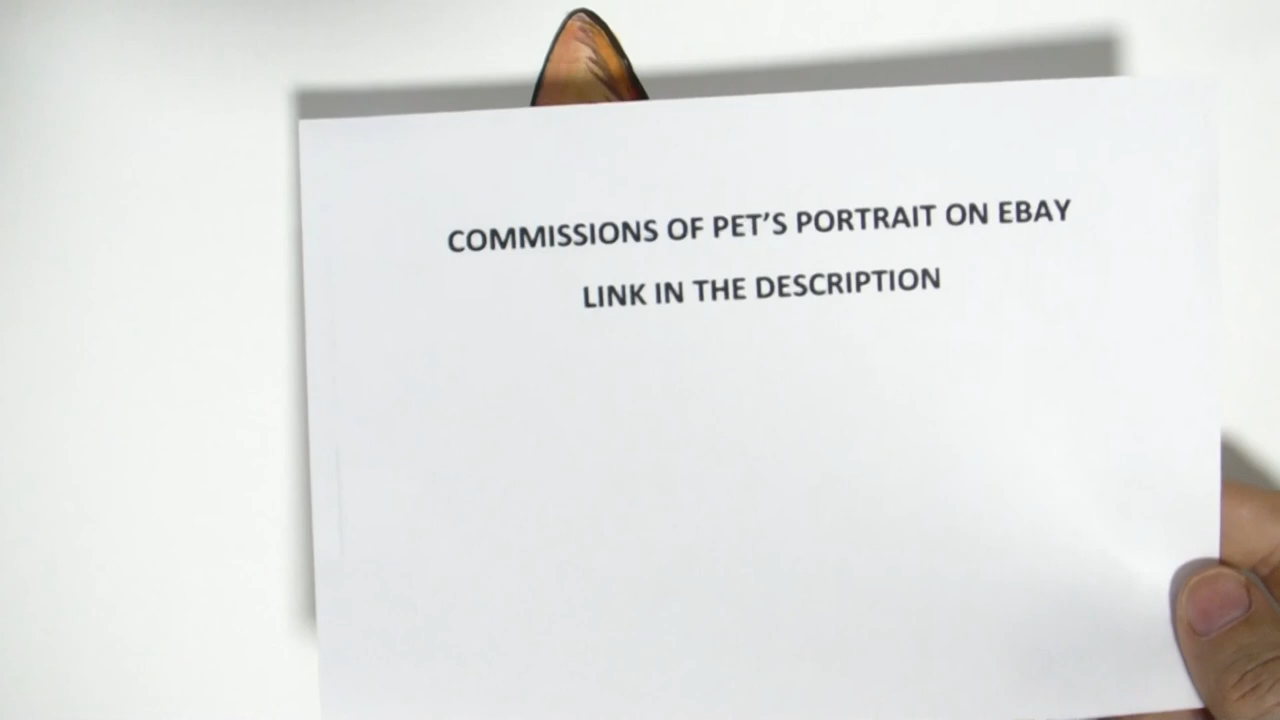 COMMISSIONS OF PET’S PORTRAIT ON EBAY
LINK IN THE DESCRIPTION